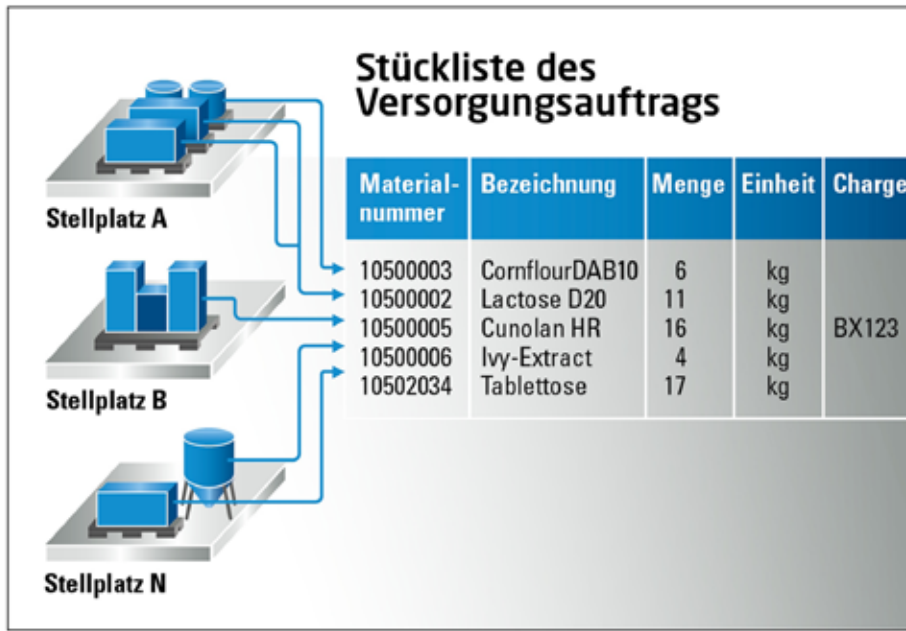 Stückliste des
Versorgungsauftrags
Material-
nummer Bezeichnung Menge Einheit Charge
10500003 CornflourDAB10 6 kg
10500002 Lactose D20 11 kg
10500005 Cunolan HR 16 kg BX123
10500006 Ivy-Extract 4 kg
10502034 Tablettose 17 kg
Stellplatz A
Stellplatz B
Stellplatz N